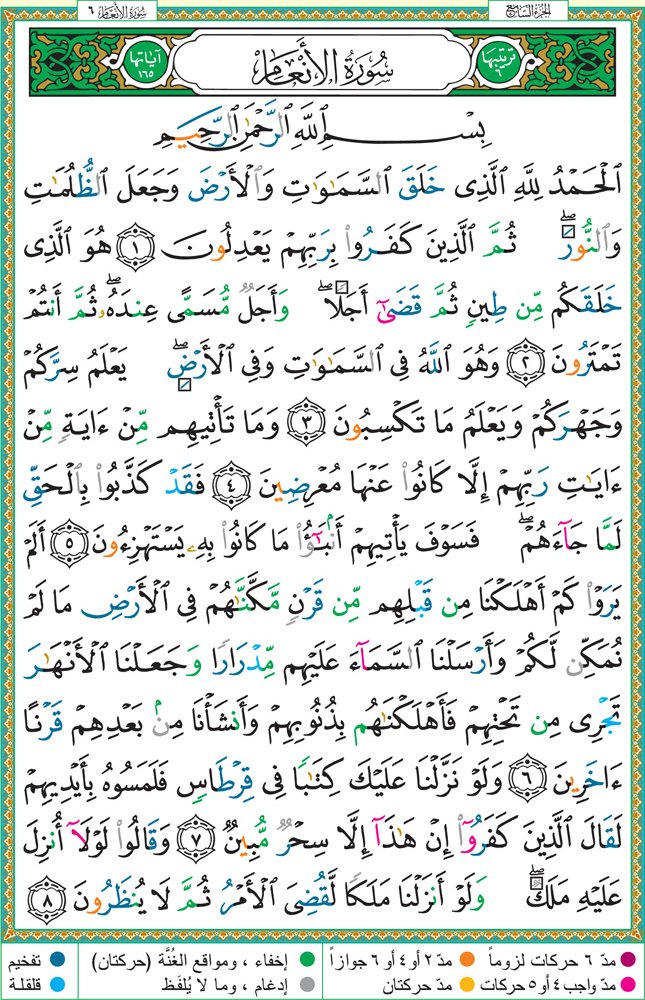 الجزء السابع
سورة الأنعام ٦
ترتيبها ٦
سُورَةُ الأَنْعَامِ
آياتها ١٦٥
بِسْمِ ٱللَّهِ ٱلرَّحْمَٰنِ ٱلرَّحِيمِ
ٱلْحَمْدُ لِلَّهِ ٱلَّذِى خَلَقَ ٱلسَّمَٰوَٰتِ وَٱلْأَرْضَ وَجَعَلَ ٱلظُّلُمَٰتِ
وَٱلنُّورَ ۖ ثُمَّ ٱلَّذِينَ كَفَرُوا۟ بِرَبِّهِمْ يَعْدِلُونَ ١ هُوَ ٱلَّذِى
خَلَقَكُم مِّن طِينٍ ثُمَّ قَضَىٰٓ أَجَلًا ۖ وَأَجَلٌ مُّسَمًّى عِندَهُۥ ۖ ثُمَّ أَنتُمْ
تَمْتَرُونَ ٢ وَهُوَ ٱللَّهُ فِى ٱلسَّمَٰوَٰتِ وَفِى ٱلْأَرْضِ ۖ يَعْلَمُ سِرَّكُمْ
وَجَهْرَكُمْ وَيَعْلَمُ مَا تَكْسِبُونَ ٣ وَمَا تَأْتِيهِم مِّنْ ءَايَةٍ مِّنْ
ءَايَٰتِ رَبِّهِمْ إِلَّا كَانُوا۟ عَنْهَا مُعْرِضِينَ ٤ فَقَدْ كَذَّبُوا۟ بِٱلْحَقِّ
لَمَّا جَآءَهُمْ ۖ فَسَوْفَ يَأْتِيهِمْ أَنۢبَٰٓؤُا۟ مَا كَانُوا۟ بِهِۦ يَسْتَهْزِءُونَ ٥ أَلَمْ
يَرَوْا۟ كَمْ أَهْلَكْنَا مِن قَبْلِهِم مِّن قَرْنٍ مَّكَّنَّٰهُمْ فِى ٱلْأَرْضِ مَا لَمْ
نُمَكِّن لَّكُمْ وَأَرْسَلْنَا ٱلسَّمَآءَ عَلَيْهِم مِّدْرَارًا وَجَعَلْنَا ٱلْأَنْهَٰرَ
تَجْرِى مِن تَحْتِهِمْ فَأَهْلَكْنَٰهُم بِذُنُوبِهِمْ وَأَنشَأْنَا مِنۢ بَعْدِهِمْ قَرْنًا
ءَاخَرِينَ ٦ وَلَوْ نَزَّلْنَا عَلَيْكَ كِتَٰبًا فِى قِرْطَاسٍ فَلَمَسُوهُ بِأَيْدِيهِمْ
لَقَالَ ٱلَّذِينَ كَفَرُوٓا۟ إِنْ هَٰذَآ إِلَّا سِحْرٌ مُّبِينٌ ٧ وَقَالُوا۟ لَوْلَآ أُنزِلَ
عَلَيْهِ مَلَكٌ ۖ وَلَوْ أَنزَلْنَا مَلَكًا لَّقُضِىَ ٱلْأَمْرُ ثُمَّ لَا يُنظَرُونَ ٨
مدّ ٦ حركات لزوماً مدّ ٢ أو ٤ أو ٦ جوازاً إخفاء ، ومواقع الغُنَّة (حركتان) تفخيم
مدّ واجب ٤ أو ٥ حركات مدّ حركتان إدغام ، وما لا يُلفَظ قلقلة